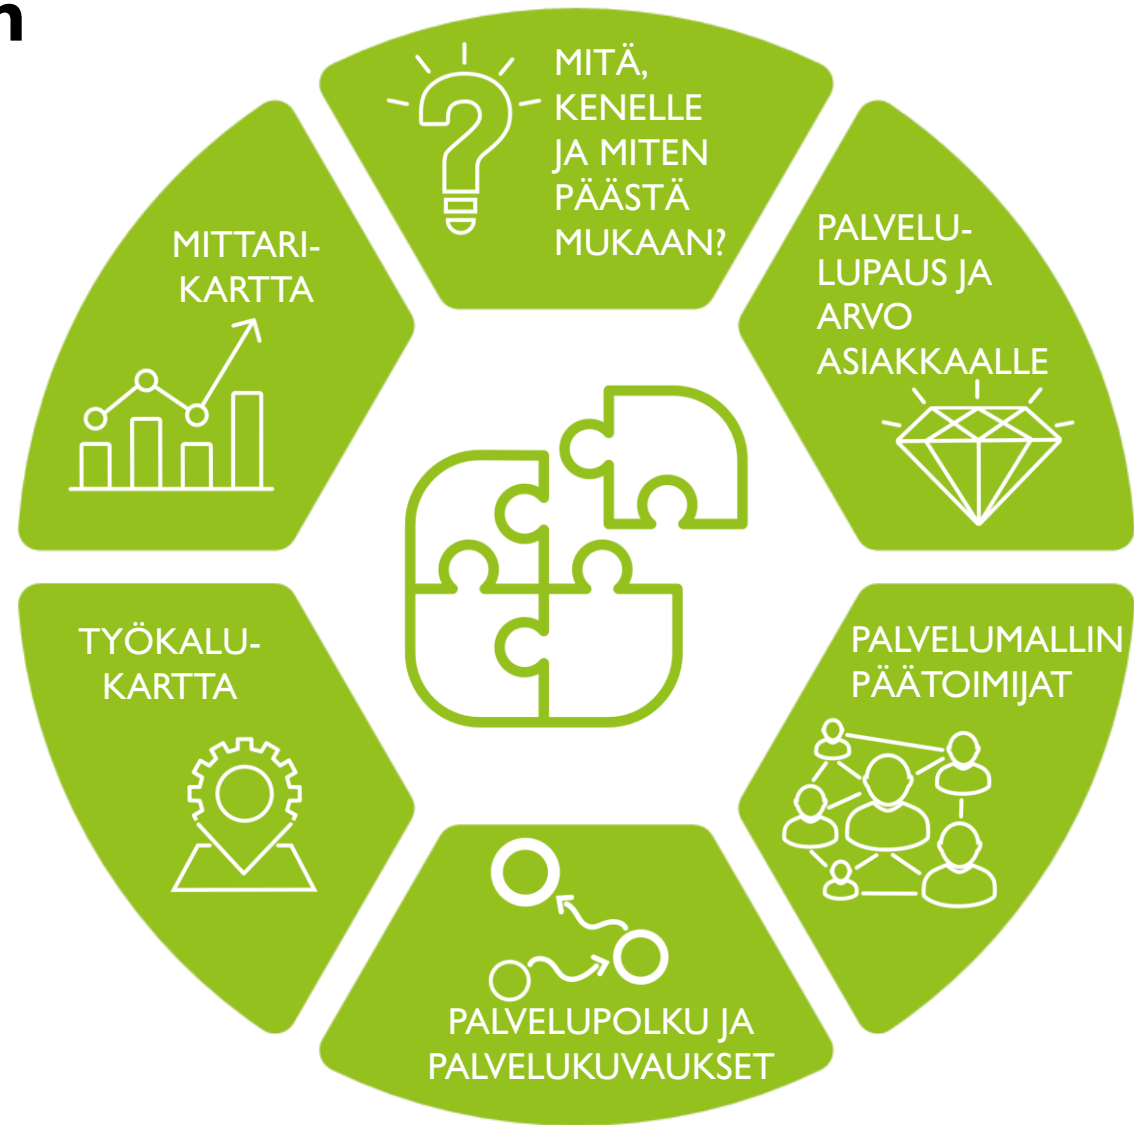 n
MITÄ,
KENELLE
JA MITEN
PÄÄSTÄ
MUKAAN?
PALVELU-
LUPAUS JA
ARVO
ASIAKKAALLE
PALVELUMALLIN
PÄÄTOIMIJAT
PALVELUPOLKU JA
PALVELUKUVAUKSET
TYÖKALU-
KARTTA
MITTARI-
KARTTA